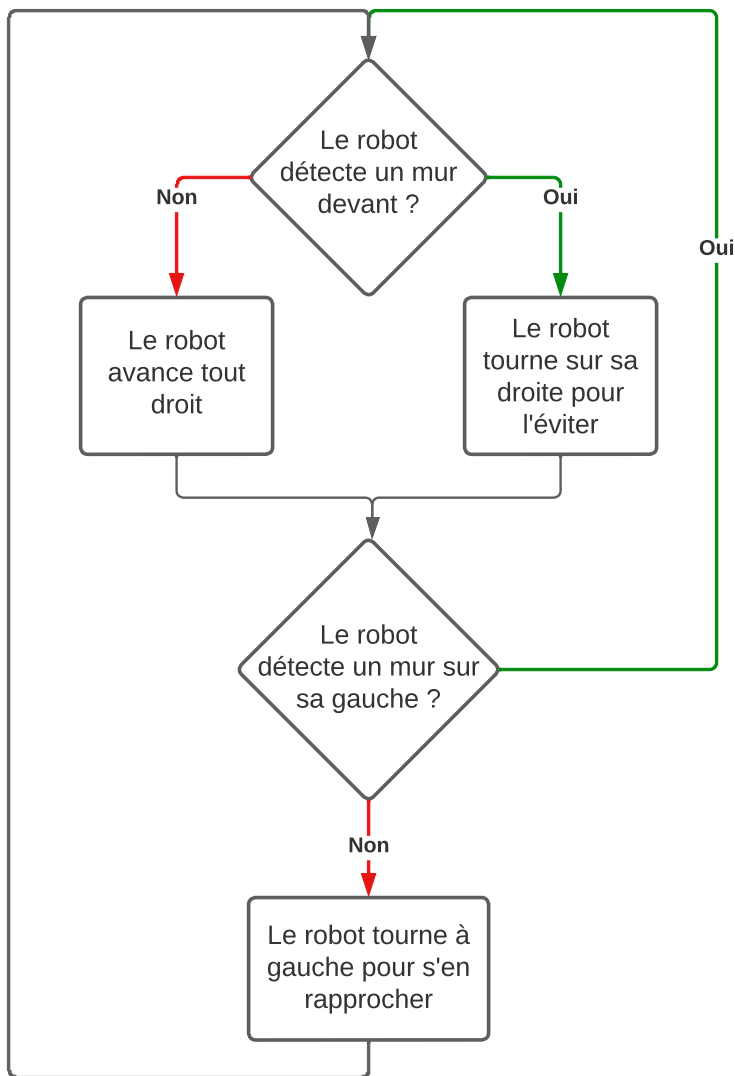 Le robot
détecte un mur
devant ?
Non
Oui
Oui
Le robot
avance tout
droit
Le robot
tourne sur sa
droite pour
l'éviter
Le robot
détecte un mur sur
sa gauche ?
Non
Le robot tourne à
gauche pour s'en
rapprocher